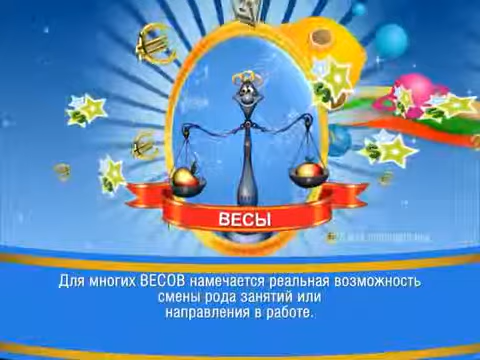 ВЕСЫ
Для многих ВЕСОВ намечается реальная возможность
смены рода занятий или
направления в работе.